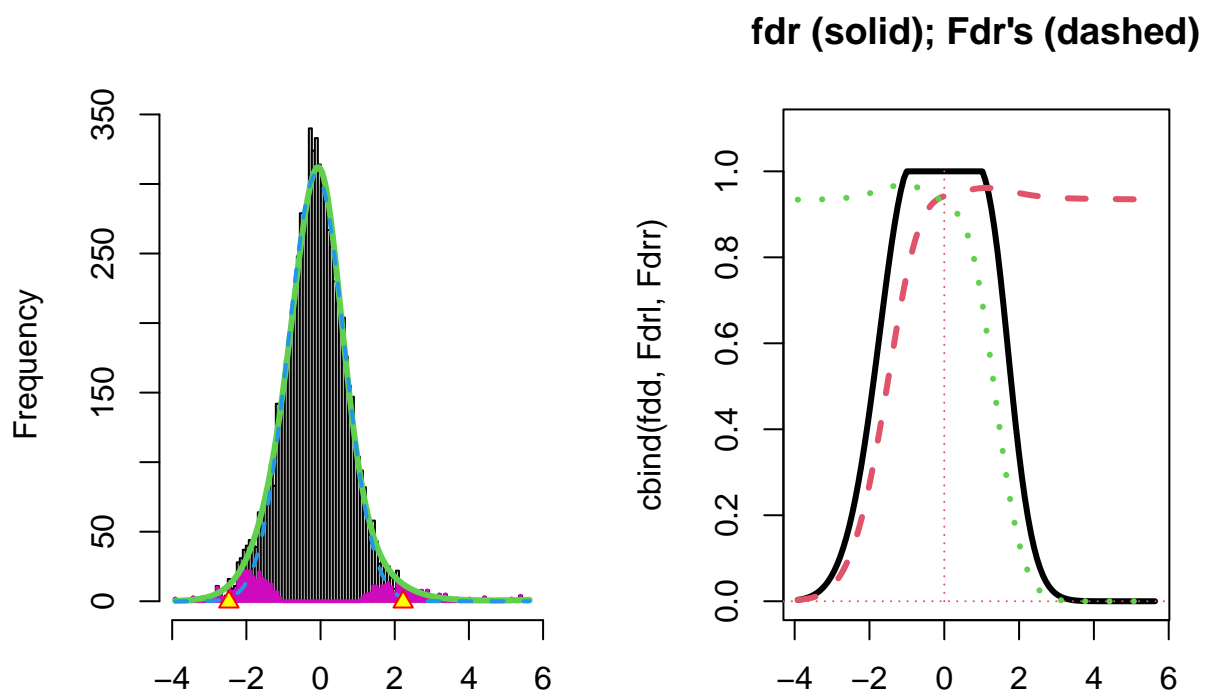 fdr (solid); Fdr's (dashed)
Frequency
350
250
150
50
0
−4 −2 0 2 4 6
cbind(fdd, Fdrl, Fdrr)
1.0
0.8
0.6
0.4
0.2
0.0
−4 −2 0 2 4 6